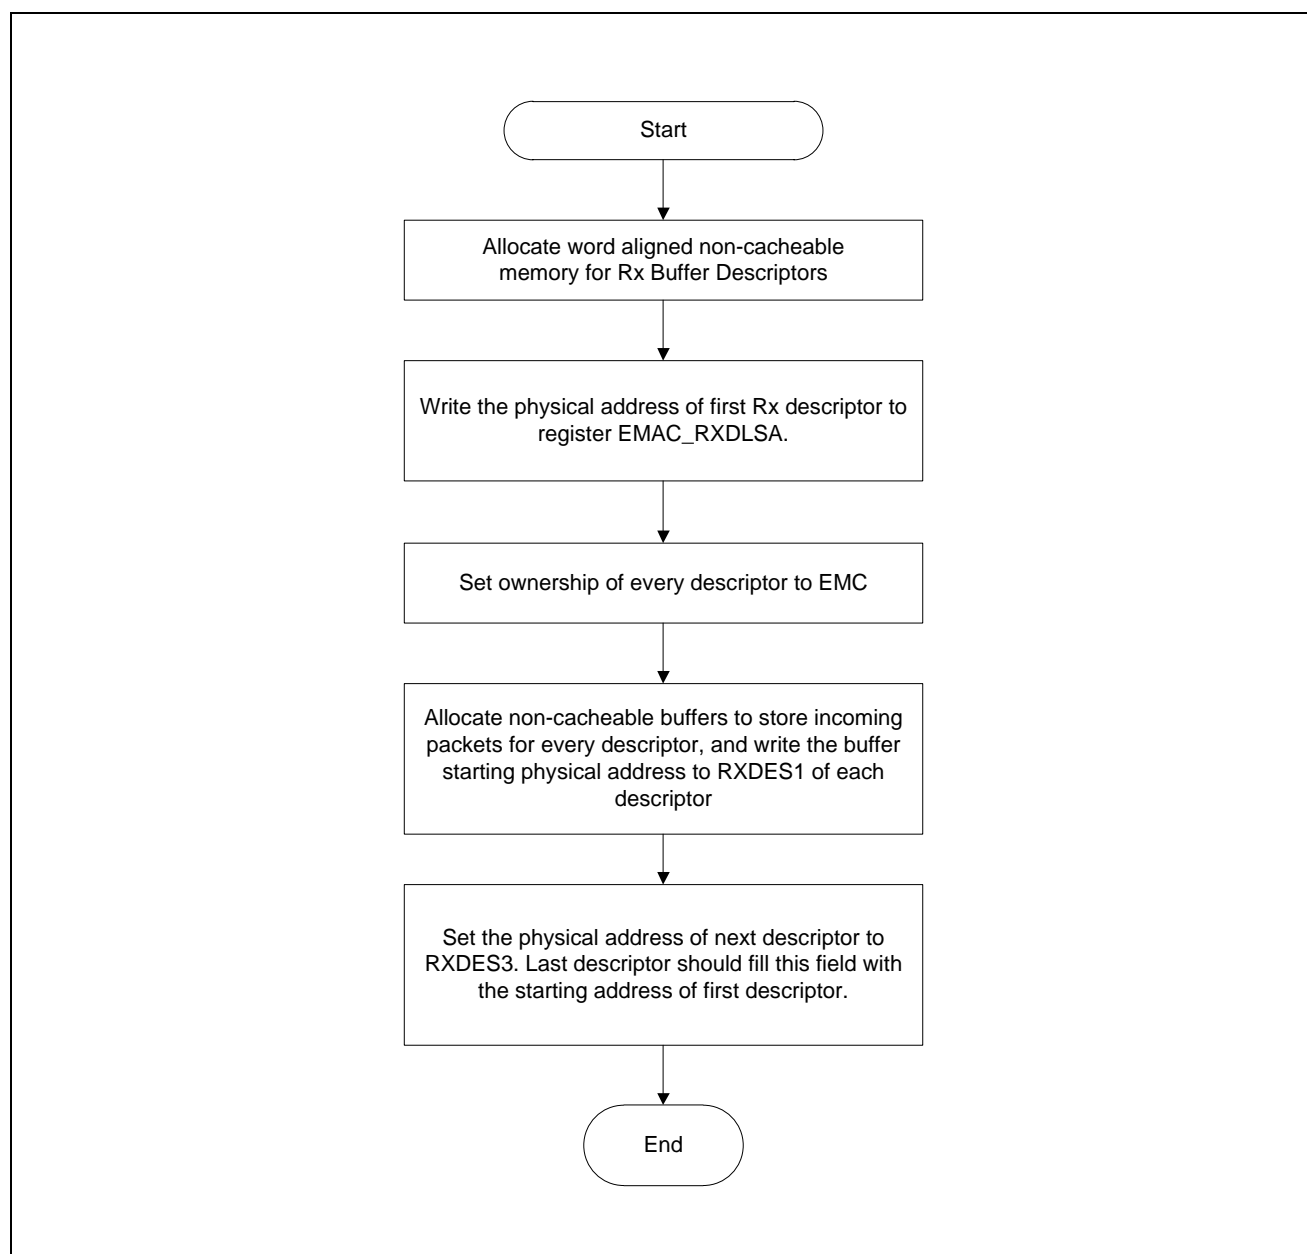 Start
Allocate word aligned non-cacheable
memory for Rx Buffer Descriptors
Write the physical address of first Rx descriptor to
register EMAC_RXDLSA.
Set ownership of every descriptor to EMC
Allocate non-cacheable buffers to store incoming
packets for every descriptor, and write the buffer
starting physical address to RXDES1 of each
descriptor
Set the physical address of next descriptor to
RXDES3. Last descriptor should fill this field with
the starting address of first descriptor.
End